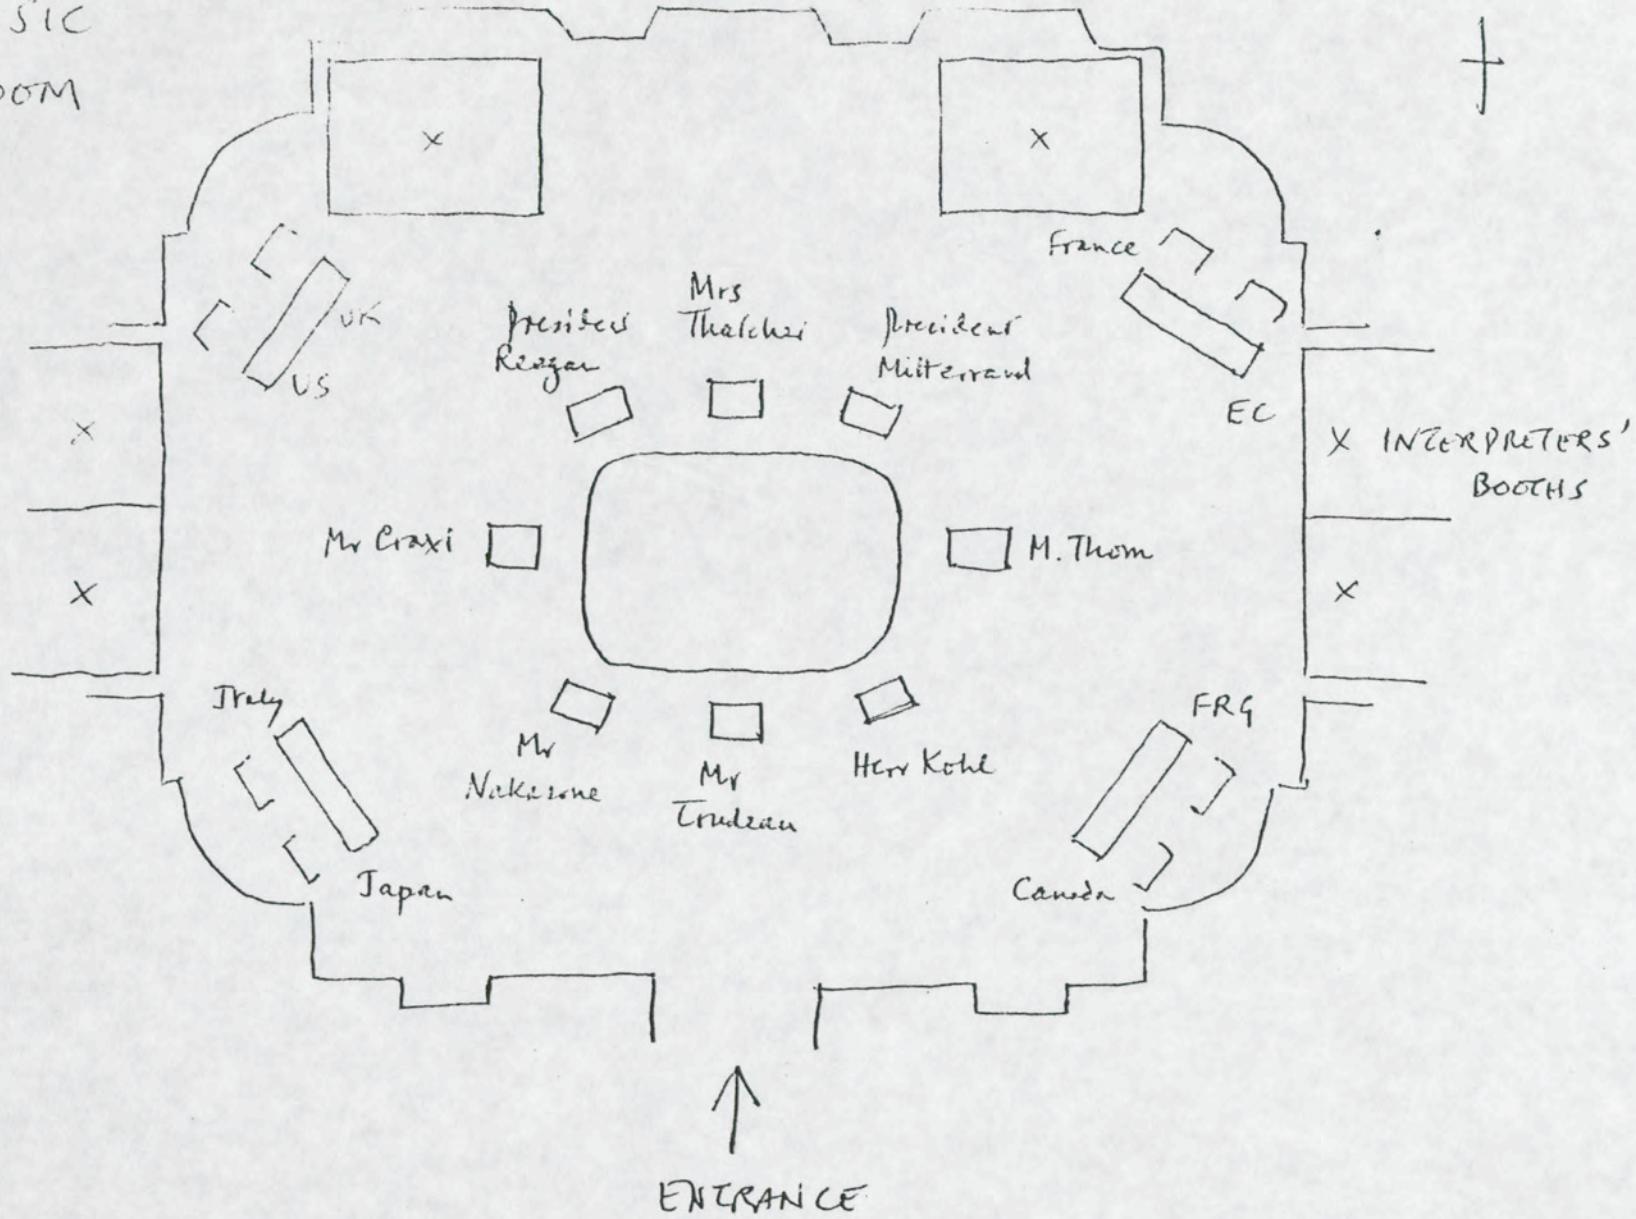 SIC
OOM
x
x
France
UK
US
President
Reagan
Mrs
Thatcher
President
Mitterrand
EC
x
X INTERPRETERS'
BOOTHS
Mr Craxi
M. Thorn
x
x
Italy
FRG
Mr
Nakasone
Mr
Trudeau
Herr Kohl
Japan
Canada
ENTRANCE